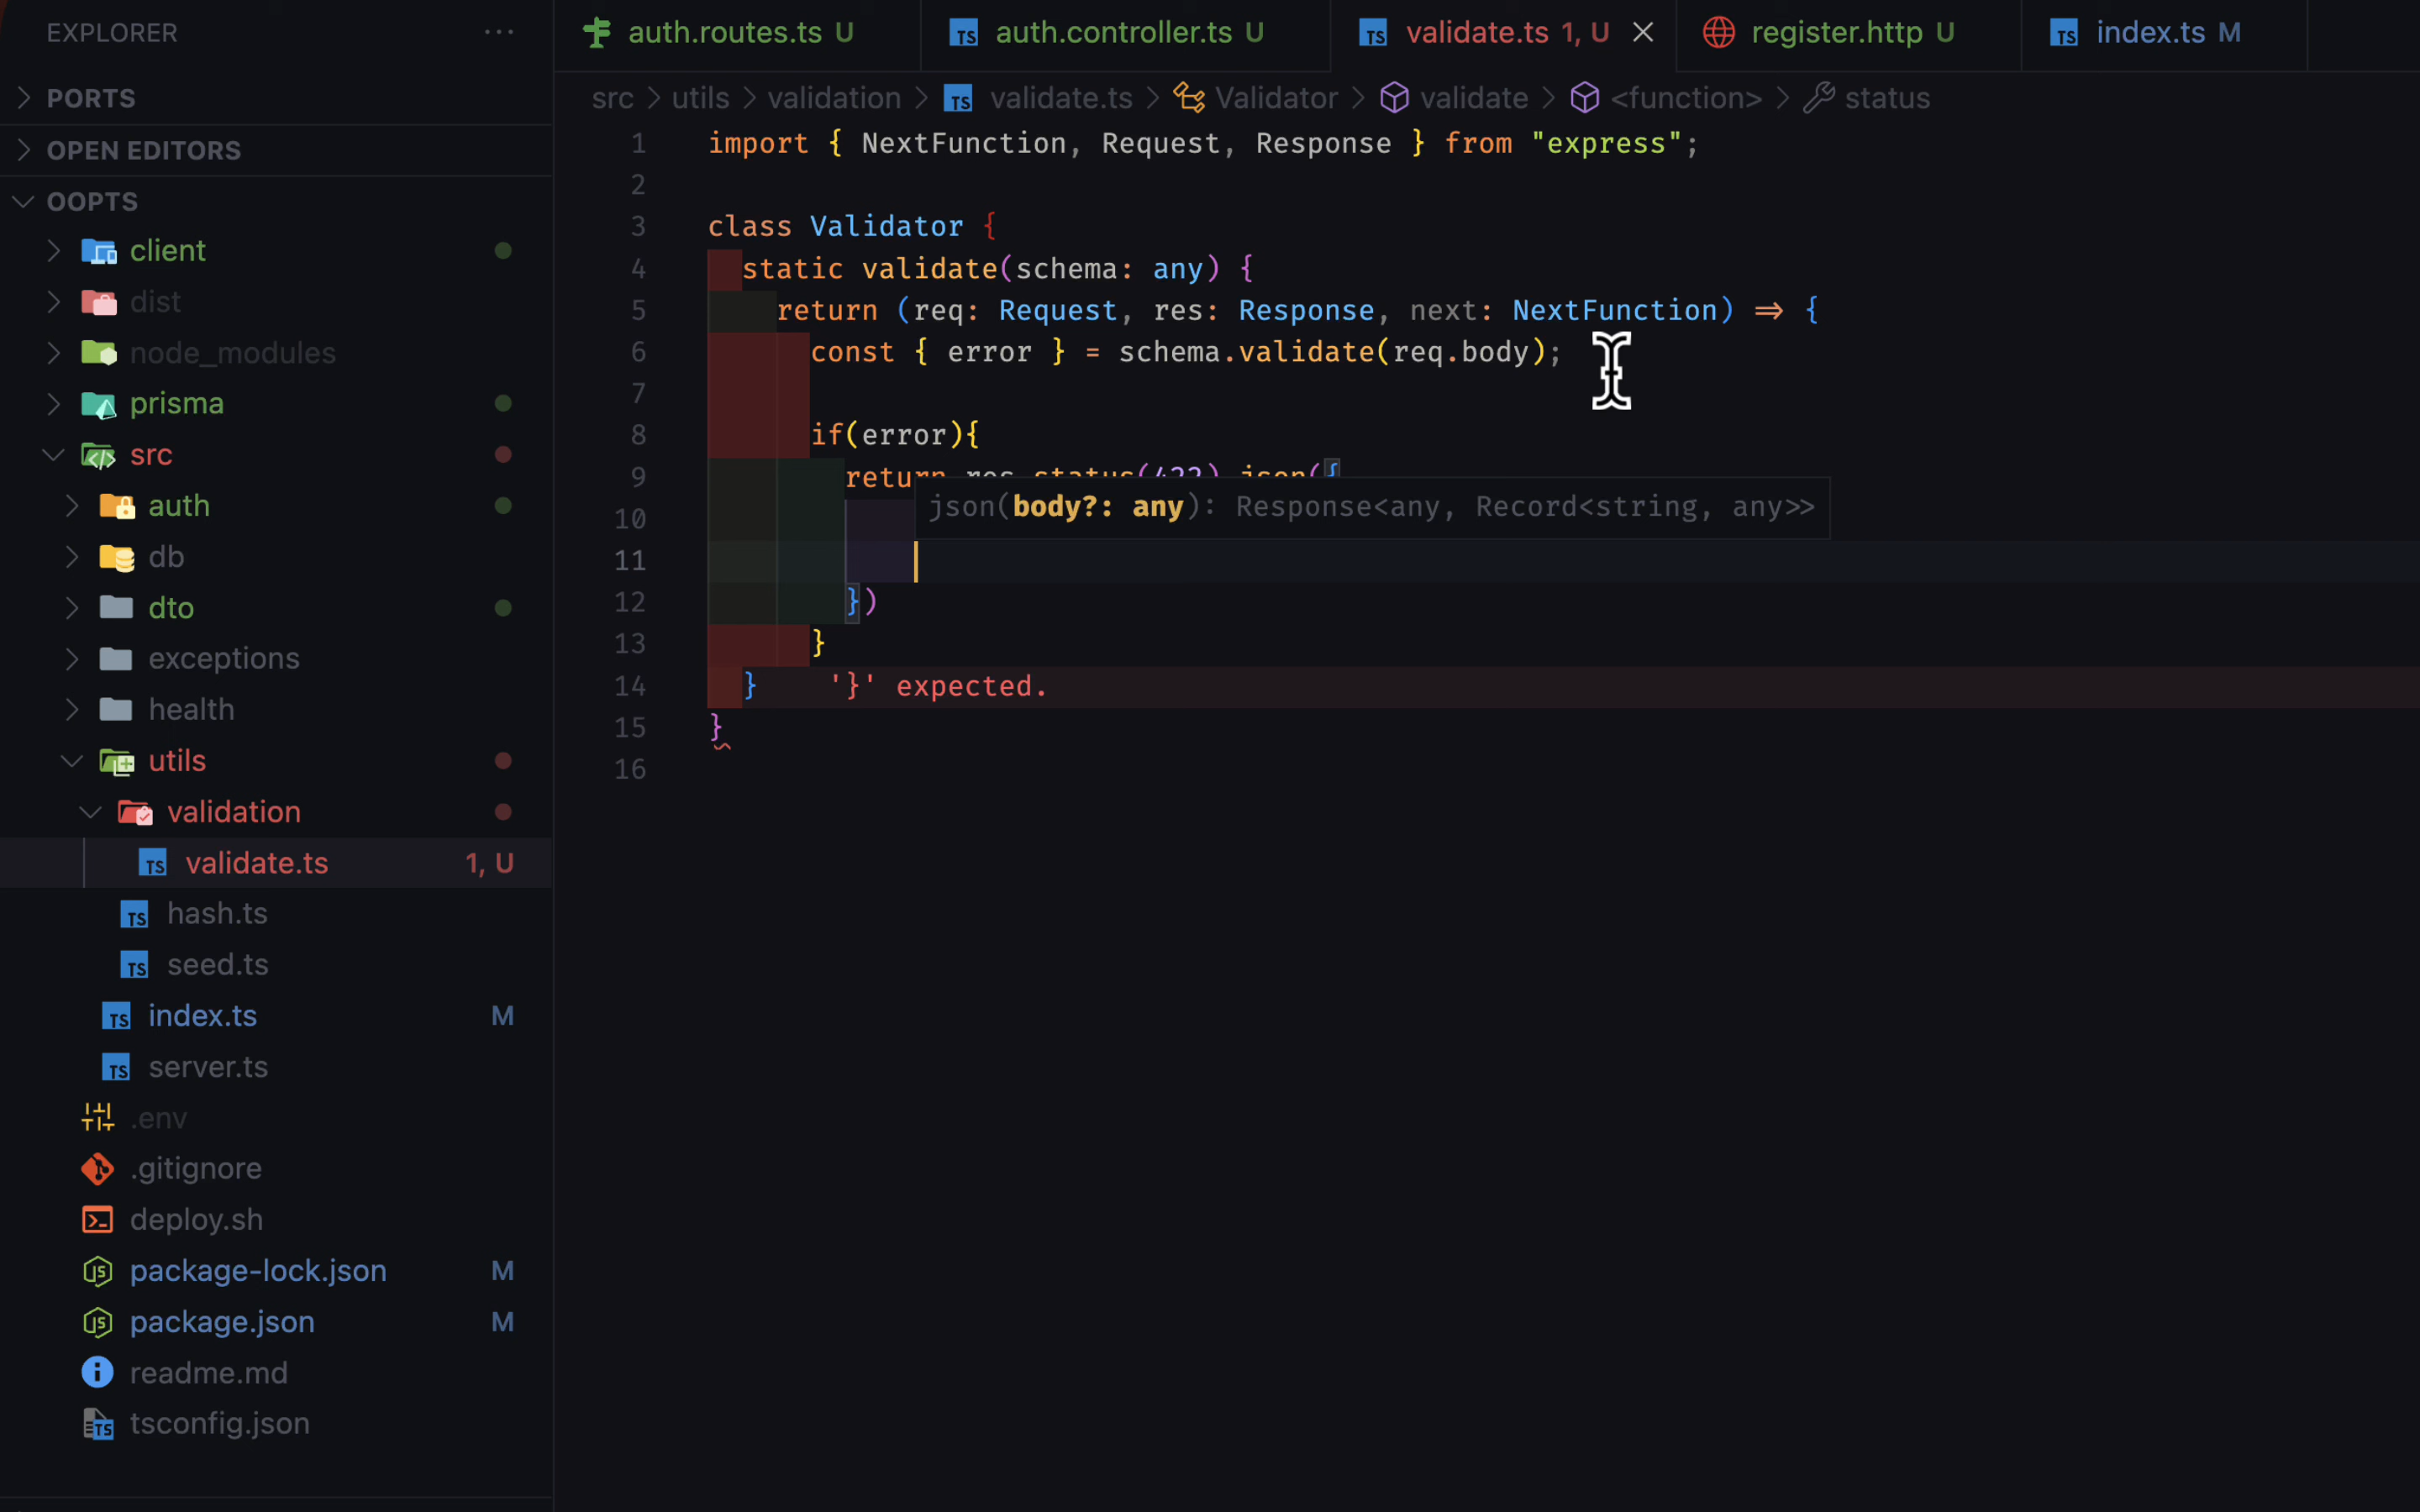 EXPLORER ···
PORTS
OPEN EDITORS
OOPTS
client
dist
node_modules
prisma
src
auth
db
dto
exceptions
health
utils
validation
validate.ts 1, U
hash.ts
seed.ts
index.ts M
server.ts
.env
.gitignore
deploy.sh
package-lock.json M
package.json M
readme.md
tsconfig.json
auth.routes.ts U
auth.controller.ts U
validate.ts 1, U
register.http U
index.ts M
src > utils > validation > validate.ts > Validator > validate > <function> > status
1 import { NextFunction, Request, Response } from "express";
2
3 class Validator {
4 static validate(schema: any) {
5 return (req: Request, res: Response, next: NextFunction) => {
6 const { error } = schema.validate(req.body);
7
8 if(error){
9 return res.status(422).json({
json(body?: any): Response<any, Record<string, any>>
10
11
12 })
13 }
14 } '}' expected.
15 }
16